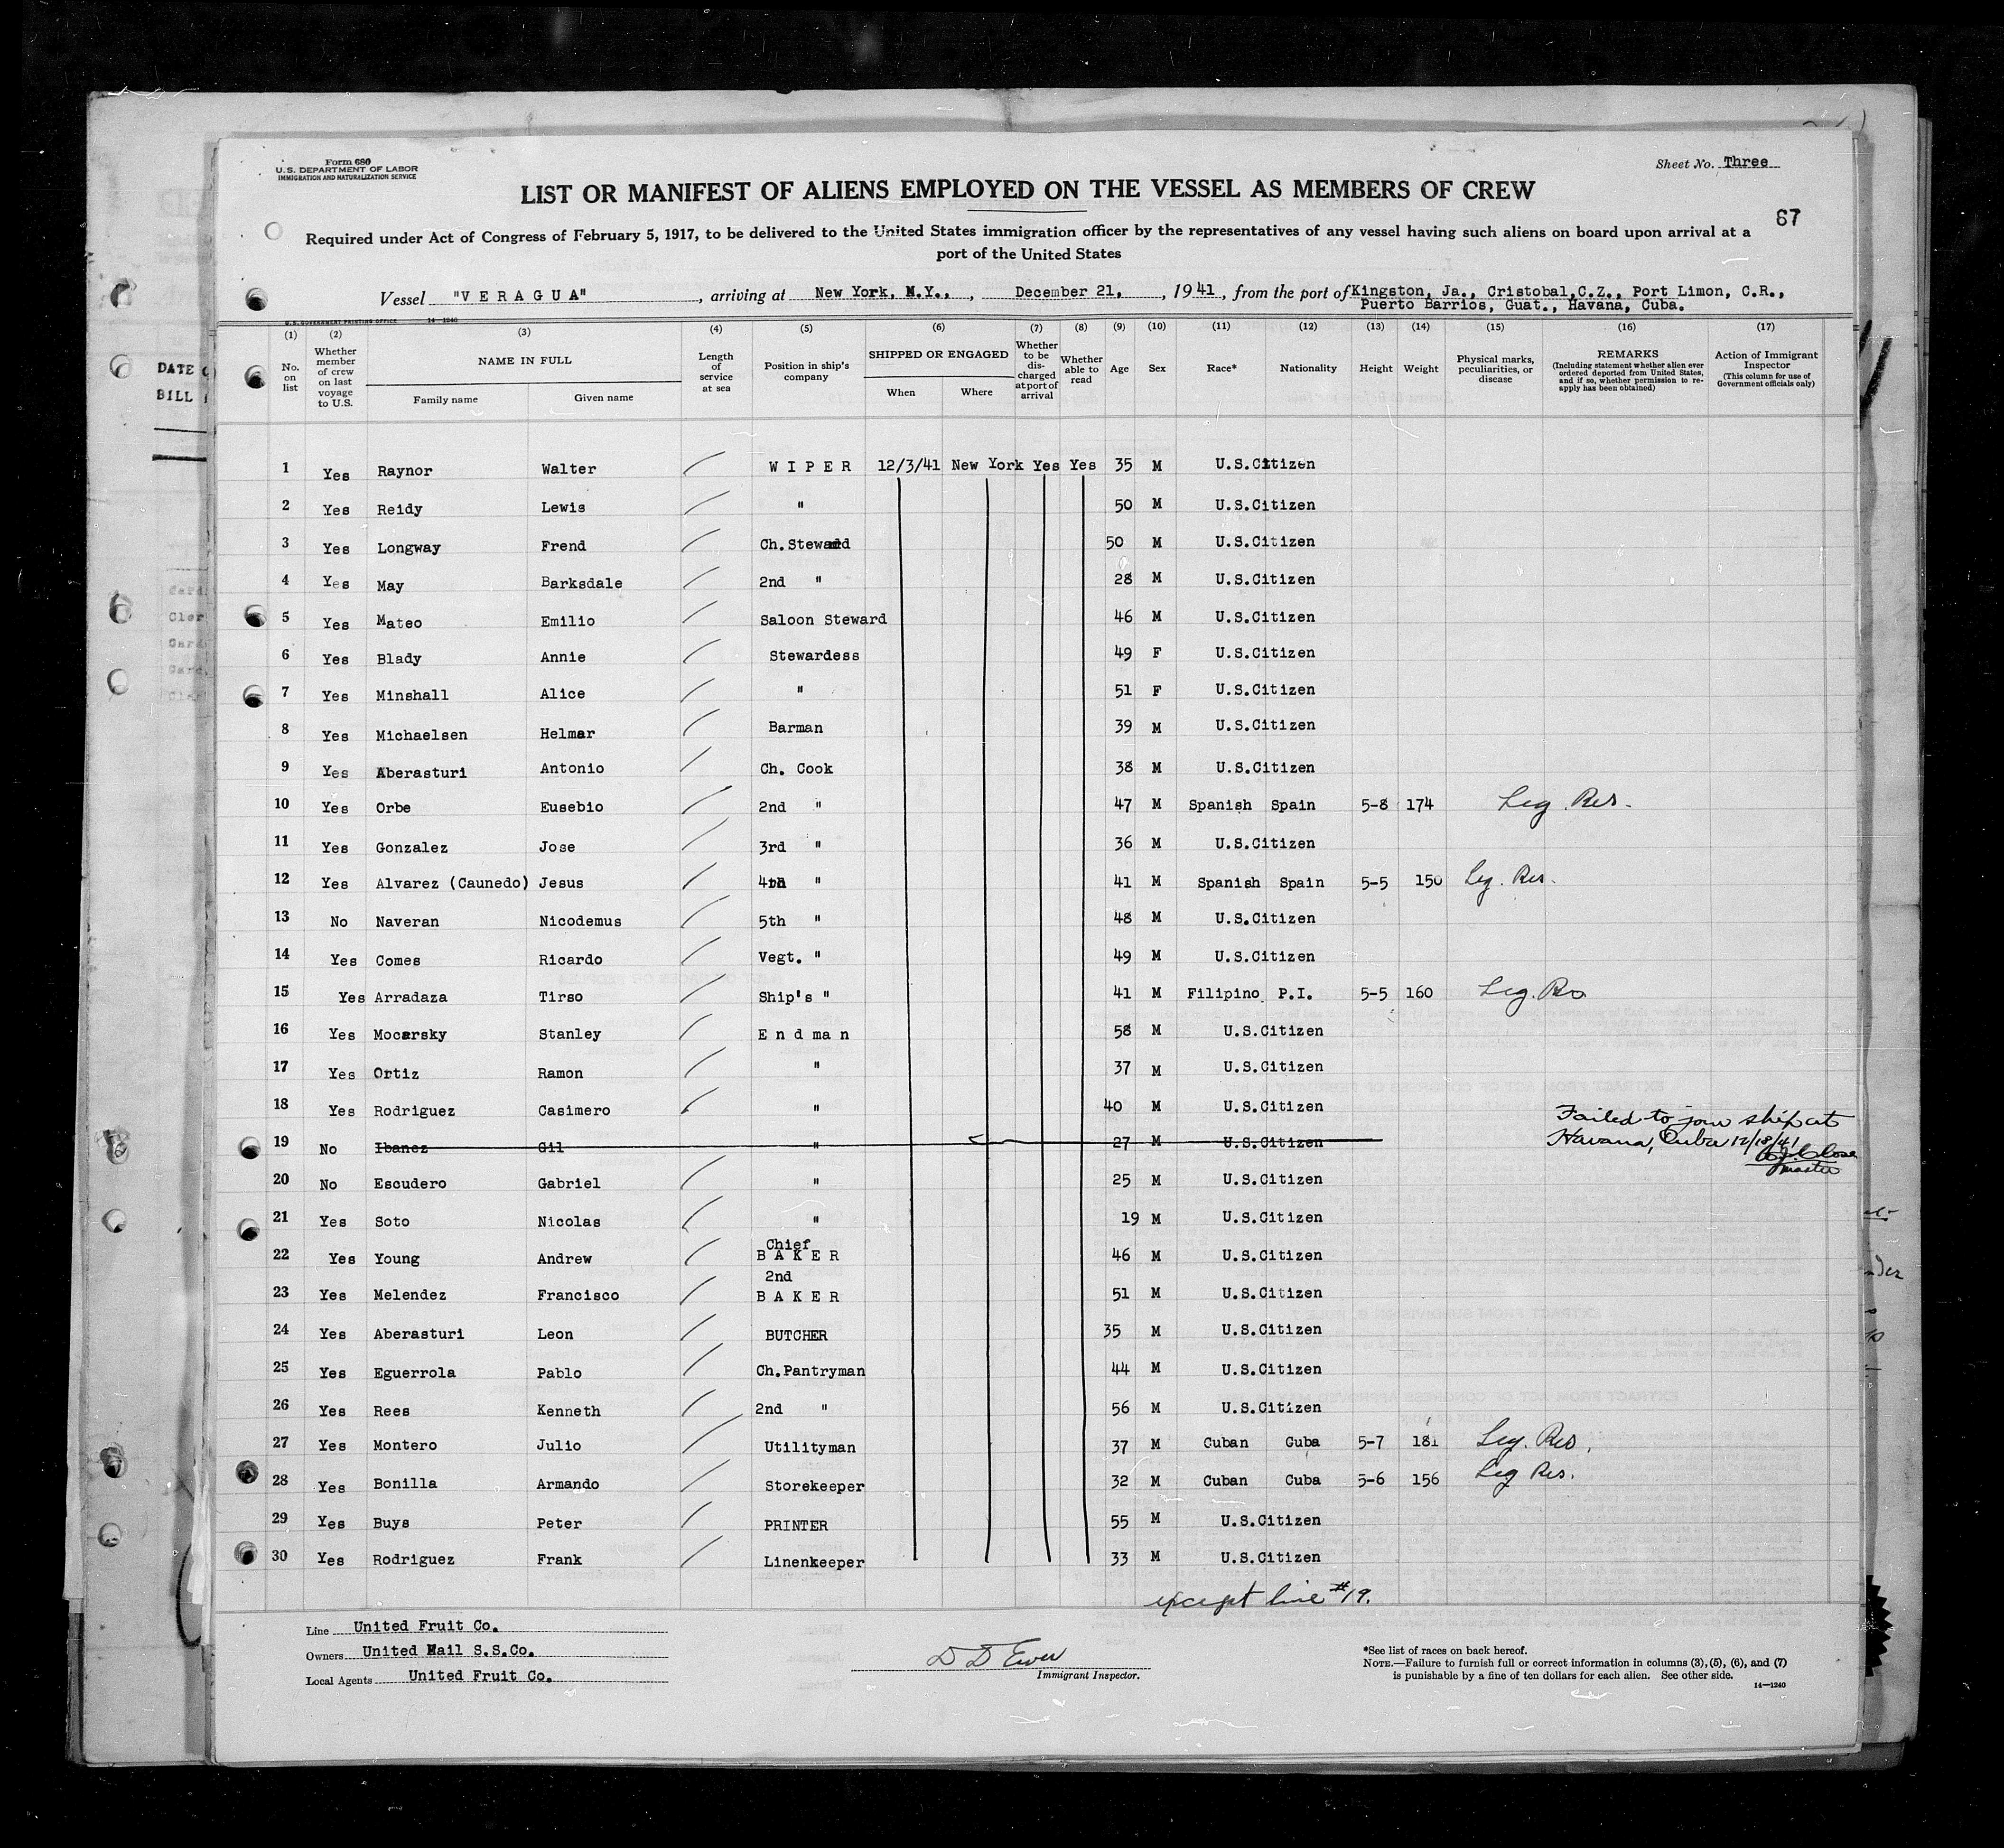 Form 680
U.S. DEPARTMENT OF LABOR
IMMIGRATION AND NATURALIZATION SERVICE
Sheet No. Three
LIST OR MANIFEST OF ALIENS EMPLOYED ON THE VESSEL AS MEMBERS OF CREW
67
Required under Act of Congress of February 5, 1917, to be delivered to the United States immigration officer by the representatives of any vessel having such aliens on board upon arrival at a
port of the United States
Vessel "VERAGUA", arriving at New York, N.Y., December 21, 1941, from the port of Kingston, Ja., Cristobal, C.Z., Port Limon, C.R.,
Puerto Barrios, Guat., Havana, Cuba.
U.S. GOVERNMENT PRINTING OFFICE 14—1240
DATE
BILL
(1) (2) (3) (4) (5) (6) (7) (8) (9) (10) (11) (12) (13) (14) (15) (16) (17)
No. on list
Whether member of crew on last voyage to U.S.
NAME IN FULL
Family name
Given name
Length of service at sea
Position in ship's company
SHIPPED OR ENGAGED
When
Where
Whether to be discharged at port of arrival
Whether able to read
Age
Sex
Race*
Nationality
Height
Weight
Physical marks, peculiarities, or disease
REMARKS
(Including statement whether alien ever ordered deported from United States, and if so, whether permission to reapply has been obtained)
Action of Immigrant Inspector
(This column for use of Government officials only)
1 Yes Raynor Walter WIPER 12/3/41 New York Yes Yes 35 M U.S.Citizen
2 Yes Reidy Lewis " 50 M U.S.Citizen
3 Yes Longway Frend Ch.Steward 50 M U.S.Citizen
4 Yes May Barksdale 2nd " 28 M U.S.Citizen
5 Yes Mateo Emilio Saloon Steward 46 M U.S.Citizen
6 Yes Blady Annie Stewardess 49 F U.S.Citizen
7 Yes Minshall Alice " 51 F U.S.Citizen
8 Yes Michaelsen Helmar Barman 39 M U.S.Citizen
9 Yes Aberasturi Antonio Ch. Cook 38 M U.S.Citizen
10 Yes Orbe Eusebio 2nd " 47 M Spanish Spain 5-8 174 Leg. Res.
11 Yes Gonzalez Jose 3rd " 36 M U.S.Citizen
12 Yes Alvarez (Caunedo) Jesus 4th " 41 M Spanish Spain 5-5 150 Leg. Res.
13 No Naveran Nicodemus 5th " 48 M U.S.Citizen
14 Yes Comes Ricardo Vegt. " 49 M U.S.Citizen
15 Yes Arradaza Tirso Ship's " 41 M Filipino P.I. 5-5 160 Leg. Res
16 Yes Mocarsky Stanley Endman 58 M U.S.Citizen
17 Yes Ortiz Ramon " 37 M U.S.Citizen
18 Yes Rodriguez Casimero " 40 M U.S.Citizen
19 No Ibanez Gil " 27 M U.S.Citizen Failed to join ship at
Havana, Cuba 12/18/41
Master
20 No Escudero Gabriel " 25 M U.S.Citizen
21 Yes Soto Nicolas " 19 M U.S.Citizen
22 Yes Young Andrew Chief BAKER 46 M U.S.Citizen
23 Yes Melendez Francisco 2nd BAKER 51 M U.S.Citizen
24 Yes Aberasturi Leon BUTCHER 35 M U.S.Citizen
25 Yes Eguerrola Pablo Ch.Pantryman 44 M U.S.Citizen
26 Yes Rees Kenneth 2nd " 56 M U.S.Citizen
27 Yes Montero Julio Utilityman 37 M Cuban Cuba 5-7 181 Leg. Res.
28 Yes Bonilla Armando Storekeeper 32 M Cuban Cuba 5-6 156 Leg Res.
29 Yes Buys Peter PRINTER 55 M U.S.Citizen
30 Yes Rodriguez Frank Linenkeeper 33 M U.S.Citizen
except line #19.
Line United Fruit Co.
Owners United Mail S.S.Co.
Local Agents United Fruit Co.
Immigrant Inspector.
*See list of races on back hereof.
NOTE.—Failure to furnish full or correct information in columns (3), (5), (6), and (7)
is punishable by a fine of ten dollars for each alien. See other side.
14—1240